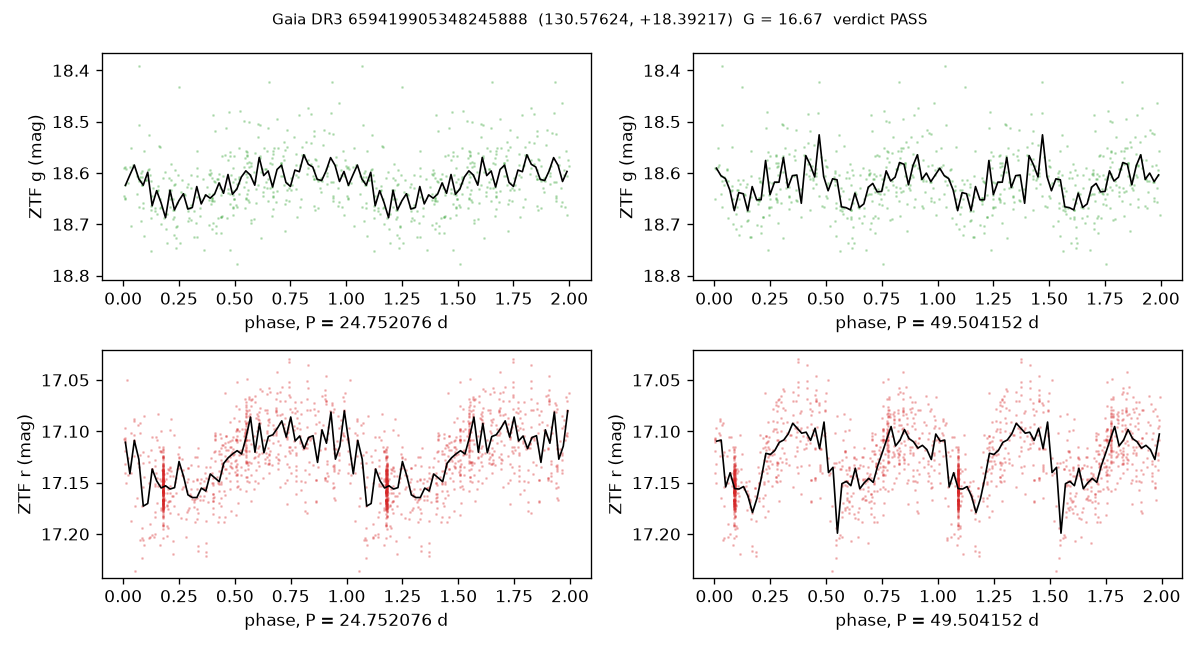 Gaia DR3 659419905348245888  (130.57624, +18.39217)  G = 16.67  verdict PASS
18.4
18.5
18.6
18.7
18.8
ZTF g (mag)
0.00 0.25 0.50 0.75 1.00 1.25 1.50 1.75 2.00
phase, P = 24.752076 d
18.4
18.5
18.6
18.7
18.8
ZTF g (mag)
0.00 0.25 0.50 0.75 1.00 1.25 1.50 1.75 2.00
phase, P = 49.504152 d
17.05
17.10
17.15
17.20
ZTF r (mag)
0.00 0.25 0.50 0.75 1.00 1.25 1.50 1.75 2.00
phase, P = 24.752076 d
17.05
17.10
17.15
17.20
ZTF r (mag)
0.00 0.25 0.50 0.75 1.00 1.25 1.50 1.75 2.00
phase, P = 49.504152 d